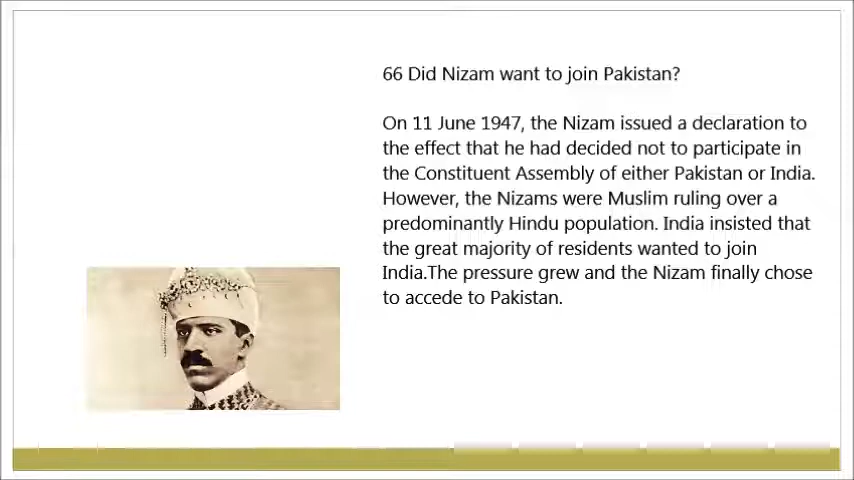 66 Did Nizam want to join Pakistan?
On 11 June 1947, the Nizam issued a declaration to
the effect that he had decided not to participate in
the Constituent Assembly of either Pakistan or India.
However, the Nizams were Muslim ruling over a
predominantly Hindu population. India insisted that
the great majority of residents wanted to join
India.The pressure grew and the Nizam finally chose
to accede to Pakistan.